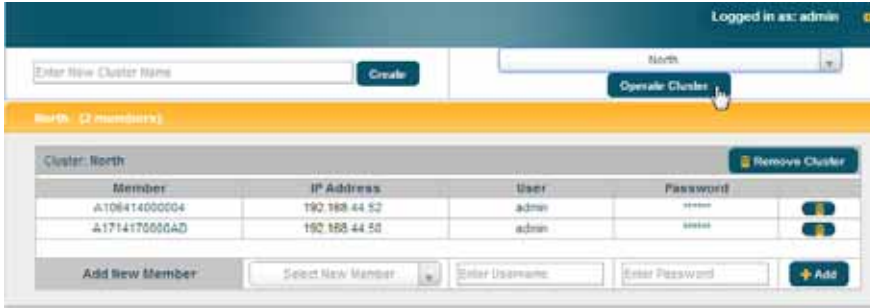 Logged in as: admin
Enter New Cluster Name
Create
North
Operate Cluster
North (2 members)
Cluster: North
Remove Cluster
Member IP Address User Password
A106414000004 192.168.44.52 admin ******
A1714170000AD 192.168.44.50 admin ******
Add New Member Select New Member Enter Username Enter Password Add